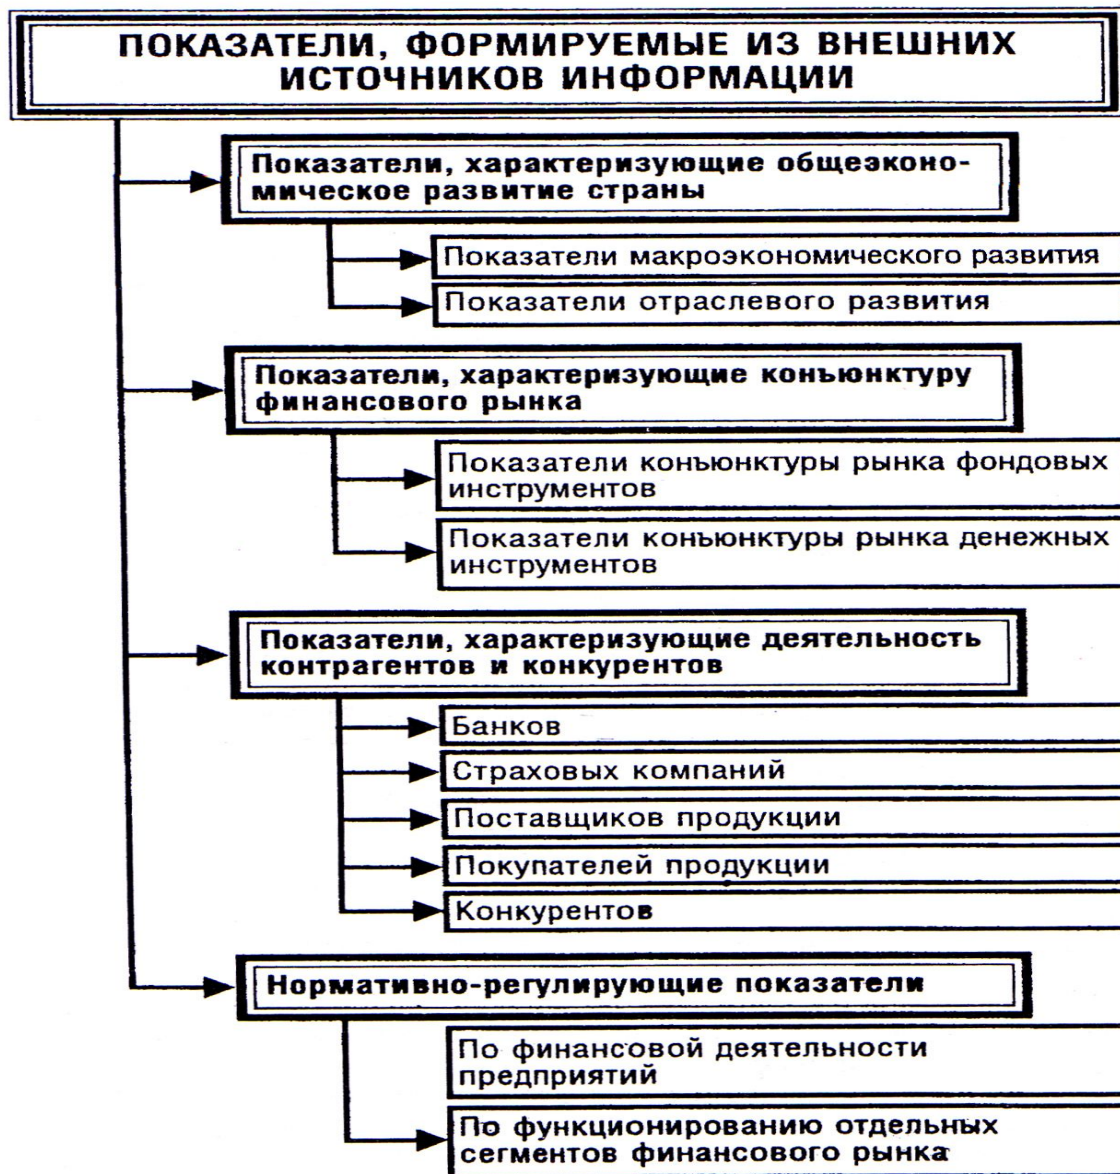 ПОКАЗАТЕЛИ, ФОРМИРУЕМЫЕ ИЗ ВНЕШНИХ
ИСТОЧНИКОВ ИНФОРМАЦИИ
Показатели, характеризующие общеэконо-
мическое развитие страны
Показатели макроэкономического развития
Показатели отраслевого развития
Показатели, характеризующие конъюнктуру
финансового рынка
Показатели конъюнктуры рынка фондовых
инструментов
Показатели конъюнктуры рынка денежных
инструментов
Показатели, характеризующие деятельность
контрагентов и конкурентов
Банков
Страховых компаний
Поставщиков продукции
Покупателей продукции
Конкурентов
Нормативно-регулирующие показатели
По финансовой деятельности
предприятий
По функционированию отдельных
сегментов финансового рынка